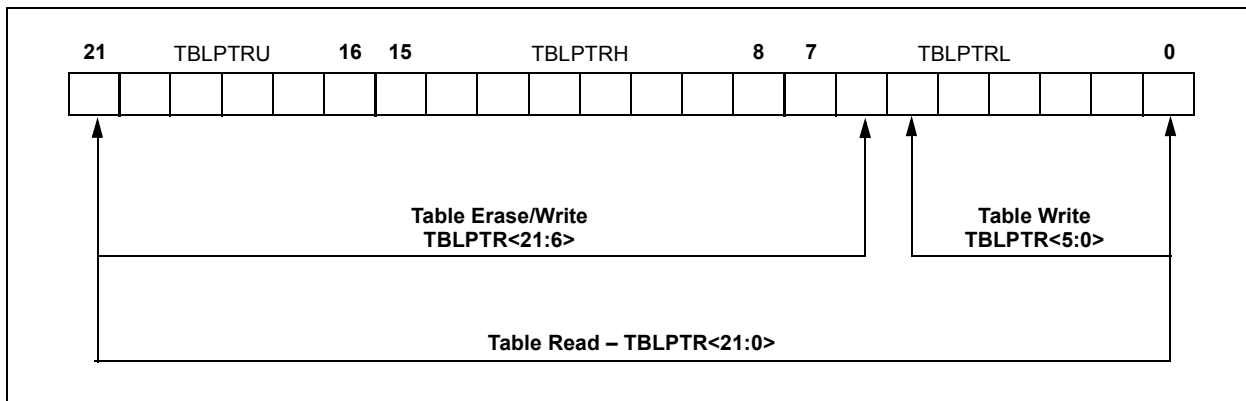 21 TBLPTRU 16 15 TBLPTRH 8 7 TBLPTRL 0
Table Erase/Write
TBLPTR<21:6>
Table Write
TBLPTR<5:0>
Table Read – TBLPTR<21:0>